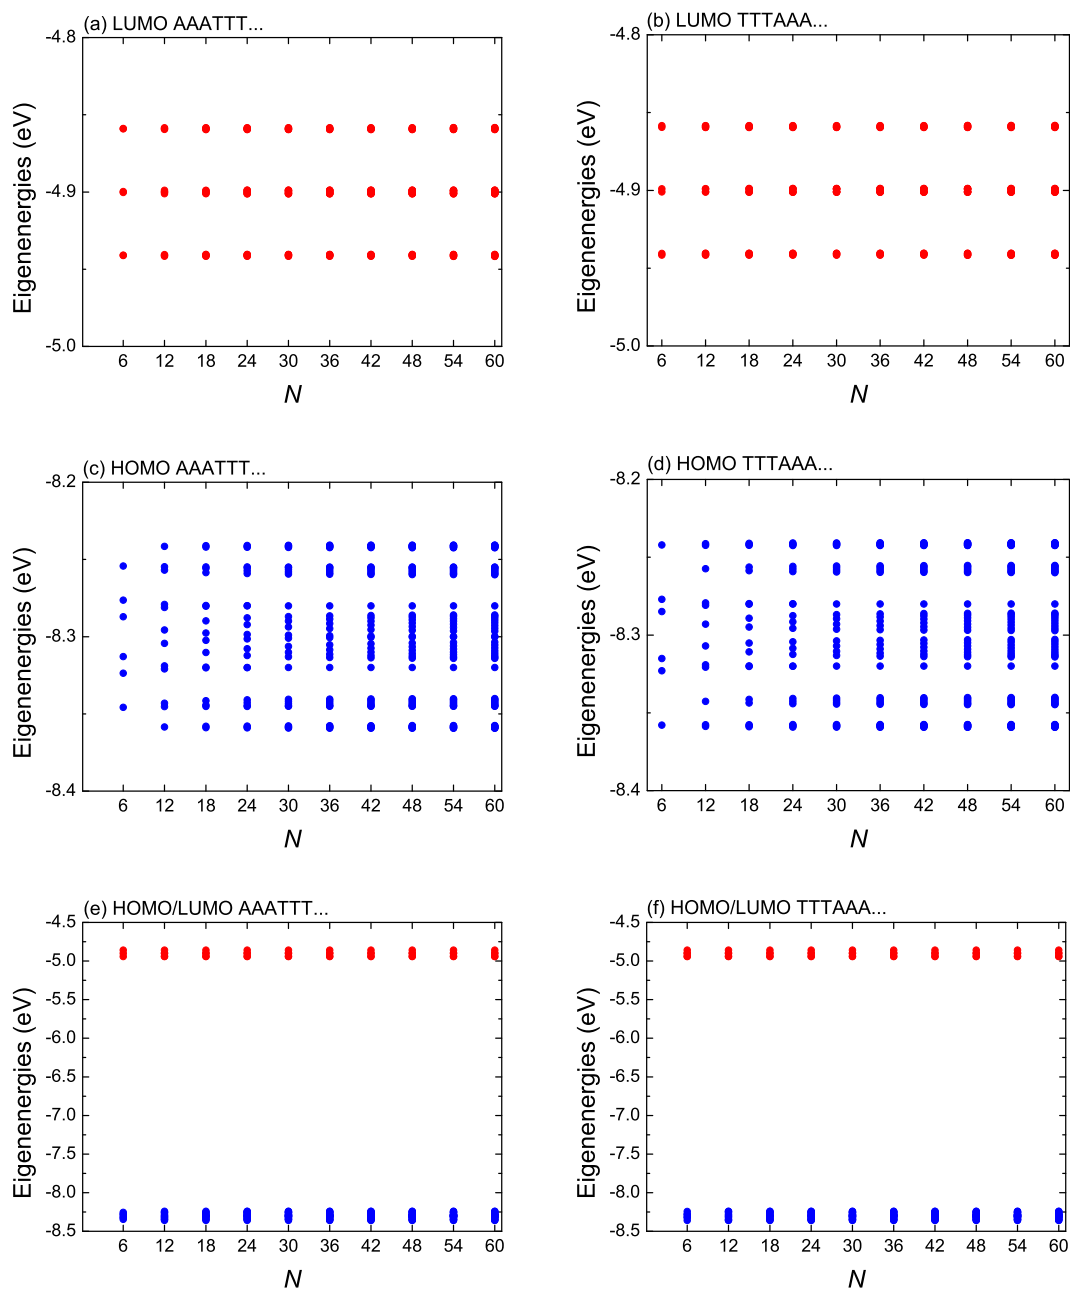 (a) LUMO AAATTT...
-4.8
-4.9
-5.0
Eigenenergies (eV)
6 12 18 24 30 36 42 48 54 60
N
(b) LUMO TTTAAA...
-4.8
-4.9
-5.0
Eigenenergies (eV)
6 12 18 24 30 36 42 48 54 60
N
(c) HOMO AAATTT...
-8.2
-8.3
-8.4
Eigenenergies (eV)
6 12 18 24 30 36 42 48 54 60
N
(d) HOMO TTTAAA...
-8.2
-8.3
-8.4
Eigenenergies (eV)
6 12 18 24 30 36 42 48 54 60
N
(e) HOMO/LUMO AAATTT...
-4.5
-5.0
-5.5
-6.0
-6.5
-7.0
-7.5
-8.0
-8.5
Eigenenergies (eV)
6 12 18 24 30 36 42 48 54 60
N
(f) HOMO/LUMO TTTAAA...
-4.5
-5.0
-5.5
-6.0
-6.5
-7.0
-7.5
-8.0
-8.5
Eigenenergies (eV)
6 12 18 24 30 36 42 48 54 60
N